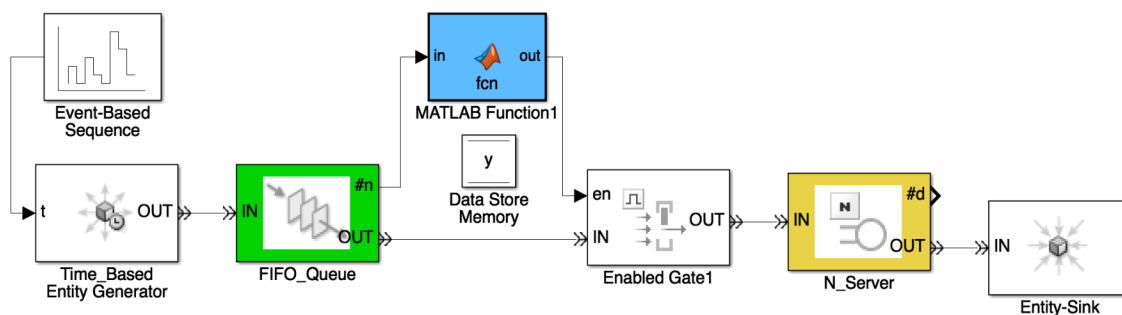 Event-Based
Sequence
t
OUT
Time_Based
Entity Generator
IN
#n
OUT
FIFO_Queue
in
out
fcn
MATLAB Function1
y
Data Store
Memory
en
IN
OUT
Enabled Gate1
IN
N
#d
OUT
N_Server
IN
Entity-Sink